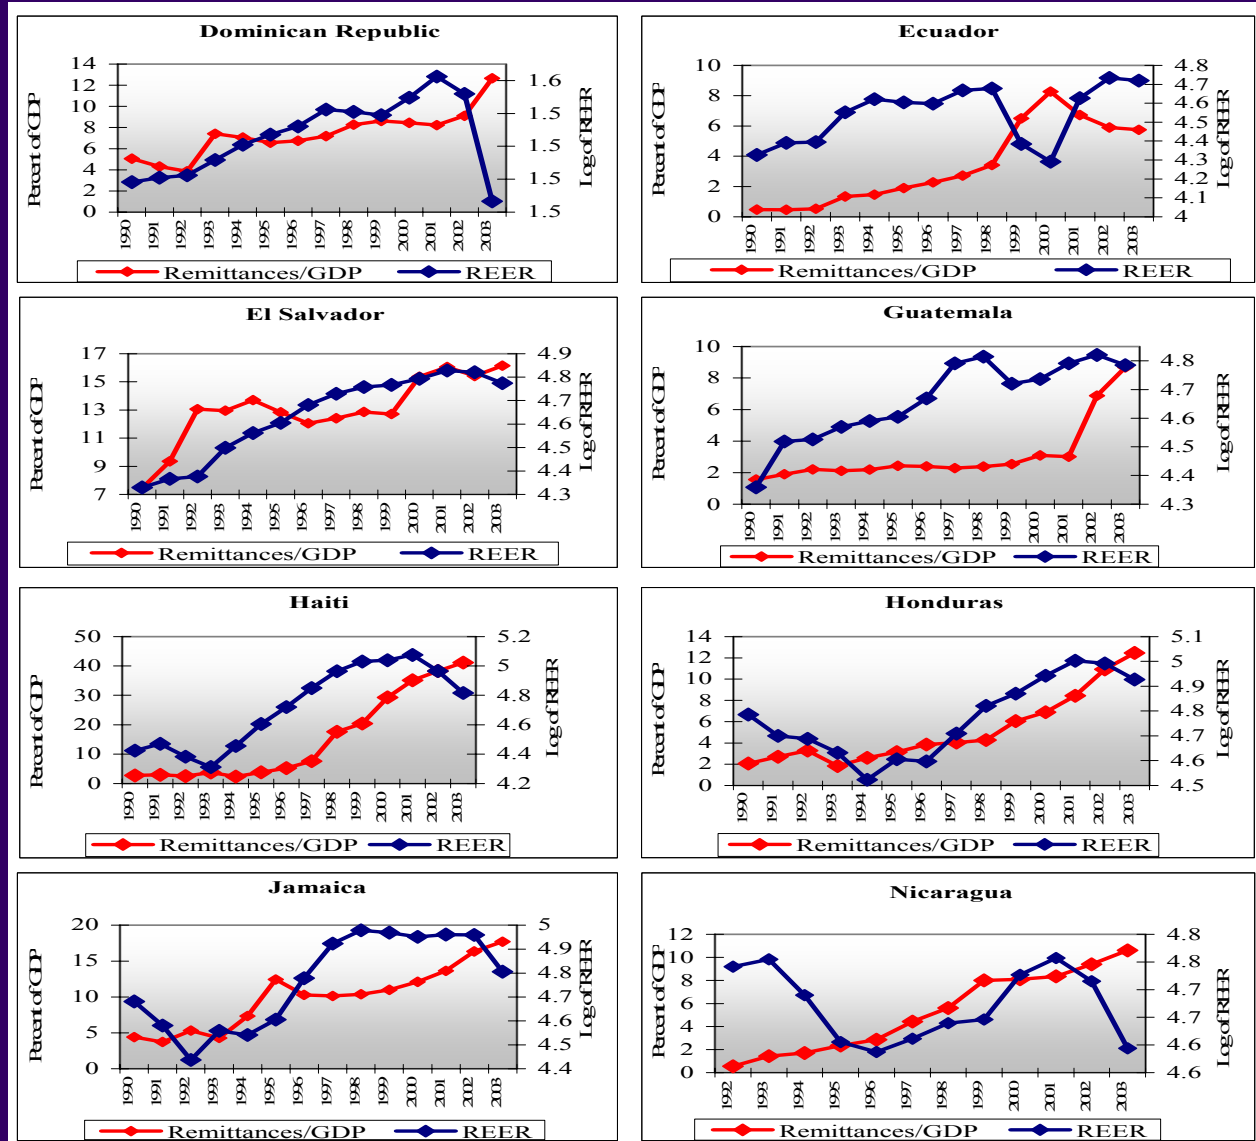 Dominican Republic
Percent of GDP
14
12
10
8
6
4
2
0
1990 1991 1992 1993 1994 1995 1996 1997 1998 1999 2000 2001 2002 2003
1.6
1.5
1.5
1.5
1.5
Log of REER
Remittances/GDP REER
Ecuador
Percent of GDP
10
8
6
4
2
0
1990 1991 1992 1993 1994 1995 1996 1997 1998 1999 2000 2001 2002 2003
4.8
4.7
4.6
4.5
4.4
4.3
4.2
4.1
4
Log of REER
Remittances/GDP REER
El Salvador
Percent of GDP
17
15
13
11
9
7
1990 1991 1992 1993 1994 1995 1996 1997 1998 1999 2000 2001 2002 2003
4.9
4.8
4.7
4.6
4.5
4.4
4.3
Log of REER
Remittances/GDP REER
Guatemala
Percent of GDP
10
8
6
4
2
0
1990 1991 1992 1993 1994 1995 1996 1997 1998 1999 2000 2001 2002 2003
4.8
4.7
4.6
4.5
4.4
4.3
Log of REER
Remittances/GDP REER
Haiti
Percent of GDP
50
40
30
20
10
0
1990 1991 1992 1993 1994 1995 1996 1997 1998 1999 2000 2001 2002 2003
5.2
5
4.8
4.6
4.4
4.2
Log of REER
Remittances/GDP REER
Honduras
Percent of GDP
14
12
10
8
6
4
2
0
1990 1991 1992 1993 1994 1995 1996 1997 1998 1999 2000 2001 2002 2003
5.1
5
4.9
4.8
4.7
4.6
4.5
Log of REER
Remittances/GDP REER
Jamaica
Percent of GDP
20
15
10
5
0
1990 1991 1992 1993 1994 1995 1996 1997 1998 1999 2000 2001 2002 2003
5
4.9
4.8
4.7
4.6
4.5
4.4
Log of REER
Remittances/GDP REER
Nicaragua
Percent of GDP
12
10
8
6
4
2
0
1992 1993 1994 1995 1996 1997 1998 1999 2000 2001 2002 2003
4.8
4.8
4.7
4.7
4.6
4.6
Log of REER
Remittances/GDP REER